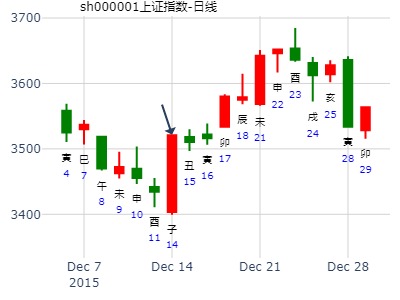 sh000001上证指数-日线
3700
3600
3500
3400
寅
4
巳
7
午
8
未
9
申
10
酉
11
子
14
丑
15
寅
16
卯
17
辰
18
未
21
申
22
酉
23
戌
24
亥
25
寅
28
卯
29
Dec 7
2015
Dec 14
Dec 21
Dec 28